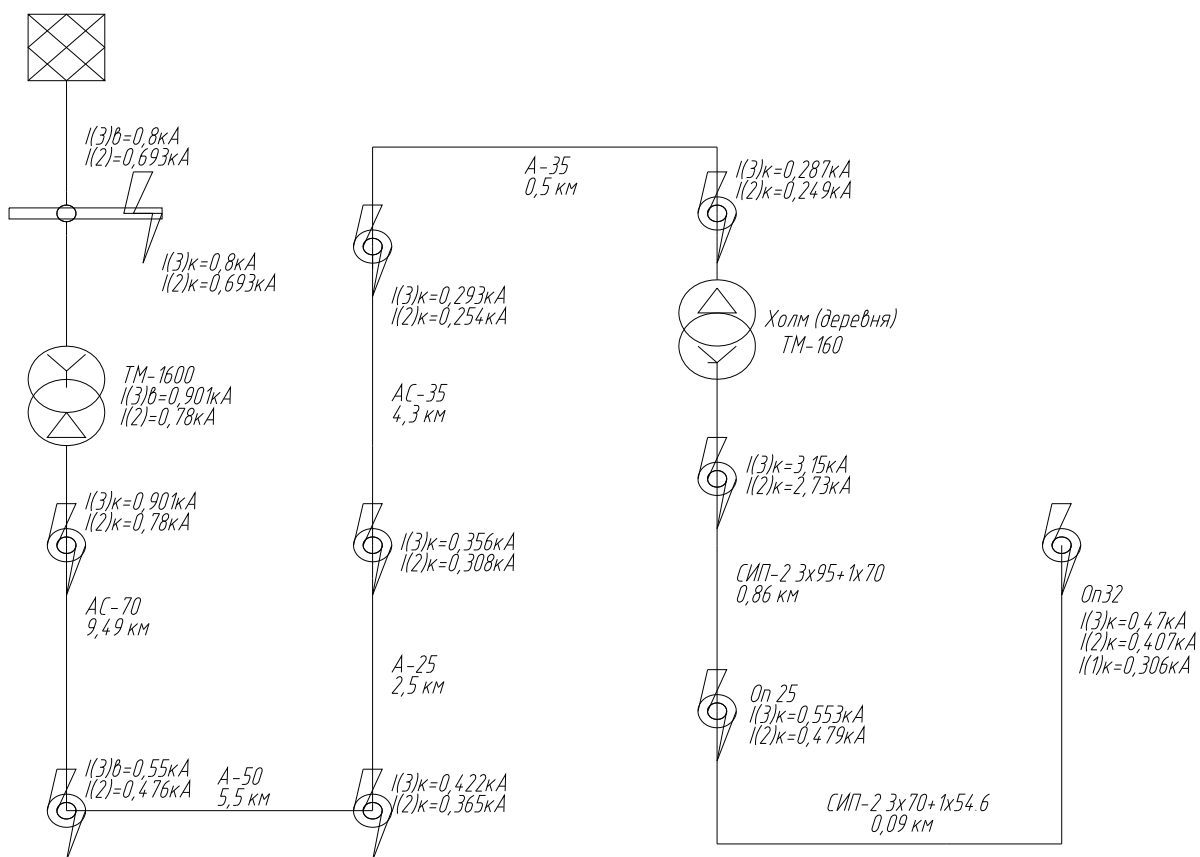 I(3)в=0,8кА
I(2)=0,693кА
I(3)к=0,8кА
I(2)к=0,693кА
ТМ-1600
I(3)в=0,901кА
I(2)=0,78кА
I(3)к=0,901кА
I(2)к=0,78кА
АС-70
9,49 км
I(3)в=0,55кА
I(2)=0,476кА
А-50
5,5 км
I(3)к=0,422кА
I(2)к=0,365кА
А-25
2,5 км
I(3)к=0,356кА
I(2)к=0,308кА
АС-35
4,3 км
I(3)к=0,293кА
I(2)к=0,254кА
А-35
0,5 км
I(3)к=0,287кА
I(2)к=0,249кА
Холм (деревня)
ТМ-160
I(3)к=3,15кА
I(2)к=2,73кА
СИП-2 3х95+1х70
0,86 км
Оп 25
I(3)к=0,553кА
I(2)к=0,479кА
СИП-2 3х70+1х54.6
0,09 км
Оп32
I(3)к=0,47кА
I(2)к=0,407кА
I(1)к=0,306кА